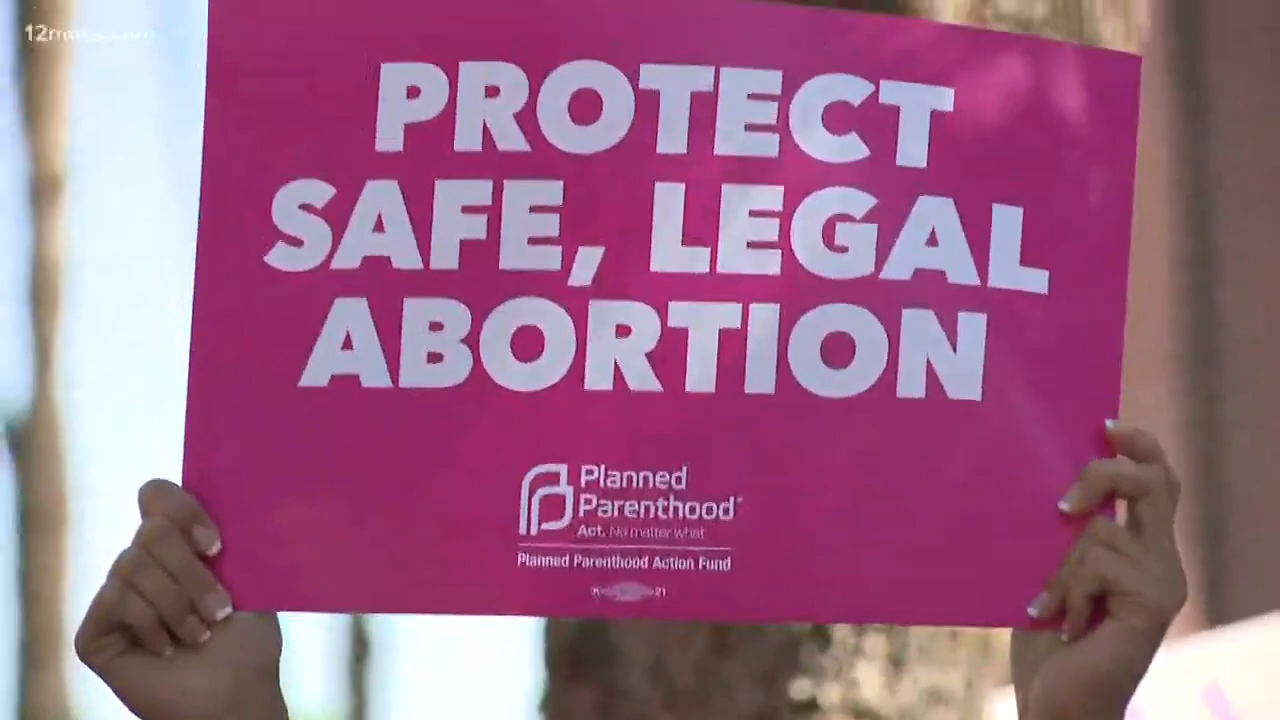 PROTECT
SAFE, LEGAL
ABORTION
Planned
Parenthood
Act. No matter what
Planned Parenthood Action Fund